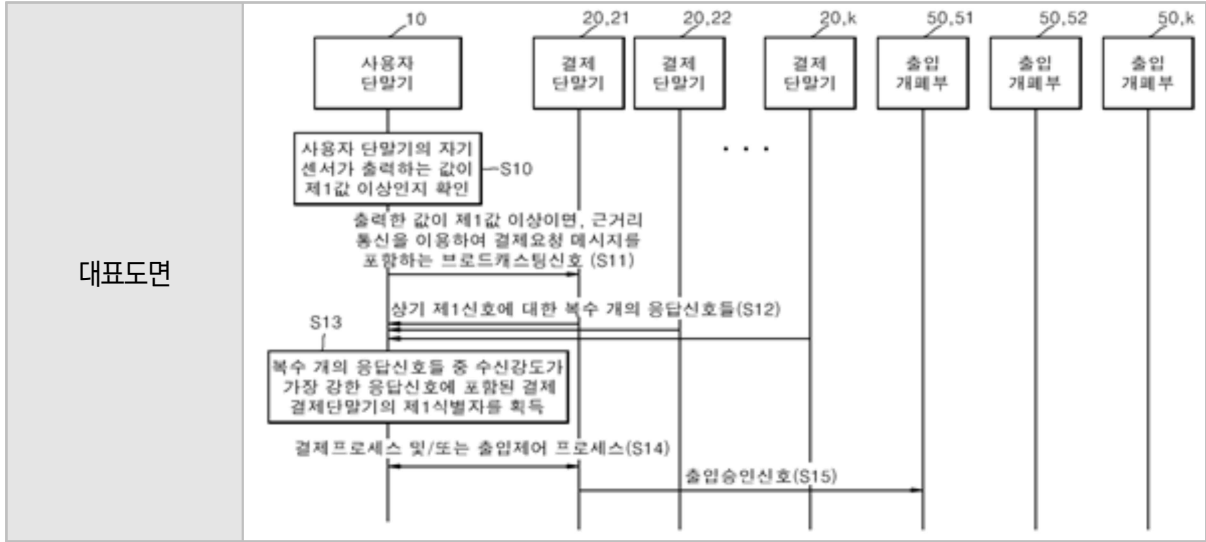 대표도면
10
20,21
20,22
20,k
50,51
50,52
50,k
사용자
단말기
결제
단말기
결제
단말기
결제
단말기
출입
개폐부
출입
개폐부
출입
개폐부
사용자 단말기의 자기
센서가 출력하는 값이
제1값 이상인지 확인
S10
. . .
출력한 값이 제1값 이상이면, 근거리
통신을 이용하여 결제요청 메시지를
포함하는 브로드캐스팅신호 (S11)
상기 제1신호에 대한 복수 개의 응답신호들(S12)
S13
복수 개의 응답신호들 중 수신강도가
가장 강한 응답신호에 포함된 결제
결제단말기의 제1식별자를 획득
결제프로세스 및/또는 출입제어 프로세스(S14)
출입승인신호(S15)